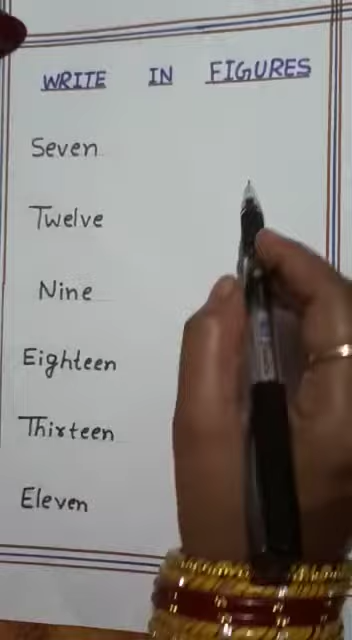 WRITE IN FIGURES
Seven
Twelve
Nine
Eighteen
Thirteen
Eleven